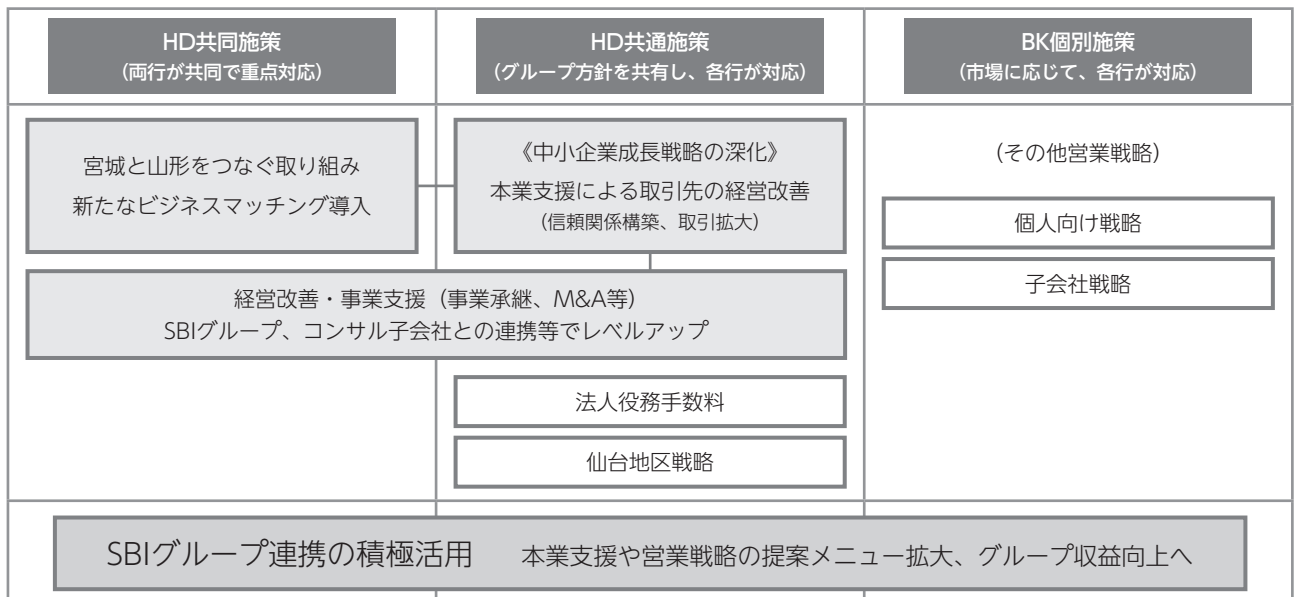 HD共同施策
(両行が共同で重点対応)
HD共通施策
(グループ方針を共有し、各行が対応)
BK個別施策
(市場に応じて、各行が対応)
宮城と山形をつなぐ取り組み
新たなビジネスマッチング導入
《中小企業成長戦略の深化》
本業支援による取引先の経営改善
(信頼関係構築、取引拡大)
(その他営業戦略)
個人向け戦略
子会社戦略
経営改善・事業支援（事業承継、M&A等）
SBIグループ、コンサル子会社との連携等でレベルアップ
法人役務手数料
仙台地区戦略
SBIグループ連携の積極活用 本業支援や営業戦略の提案メニュー拡大、グループ収益向上へ